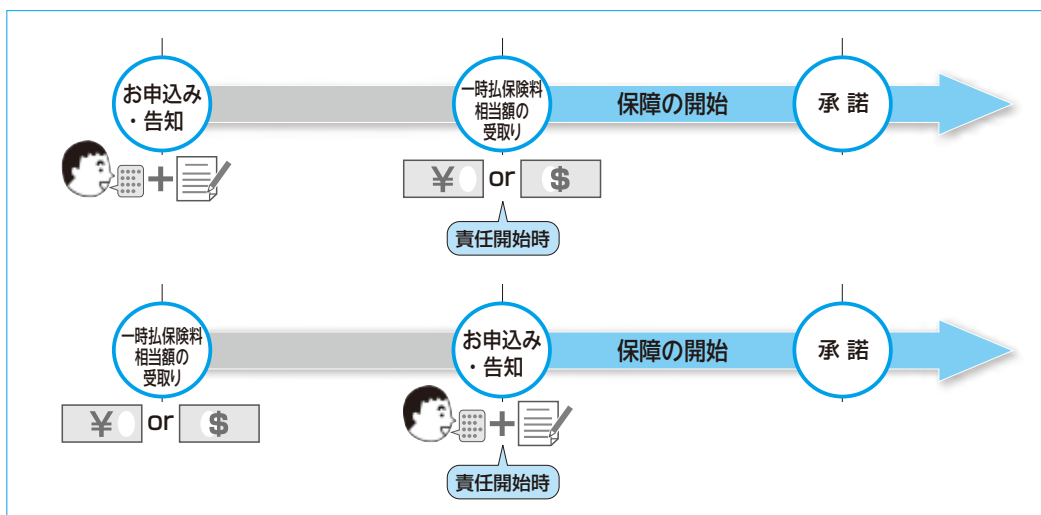 お申込み
・告知
一時払保険料
相当額の
受取り
保障の開始
承 諾
¥ or $
責任開始時
一時払保険料
相当額の
受取り
お申込み
・告知
保障の開始
承 諾
¥ or $
責任開始時